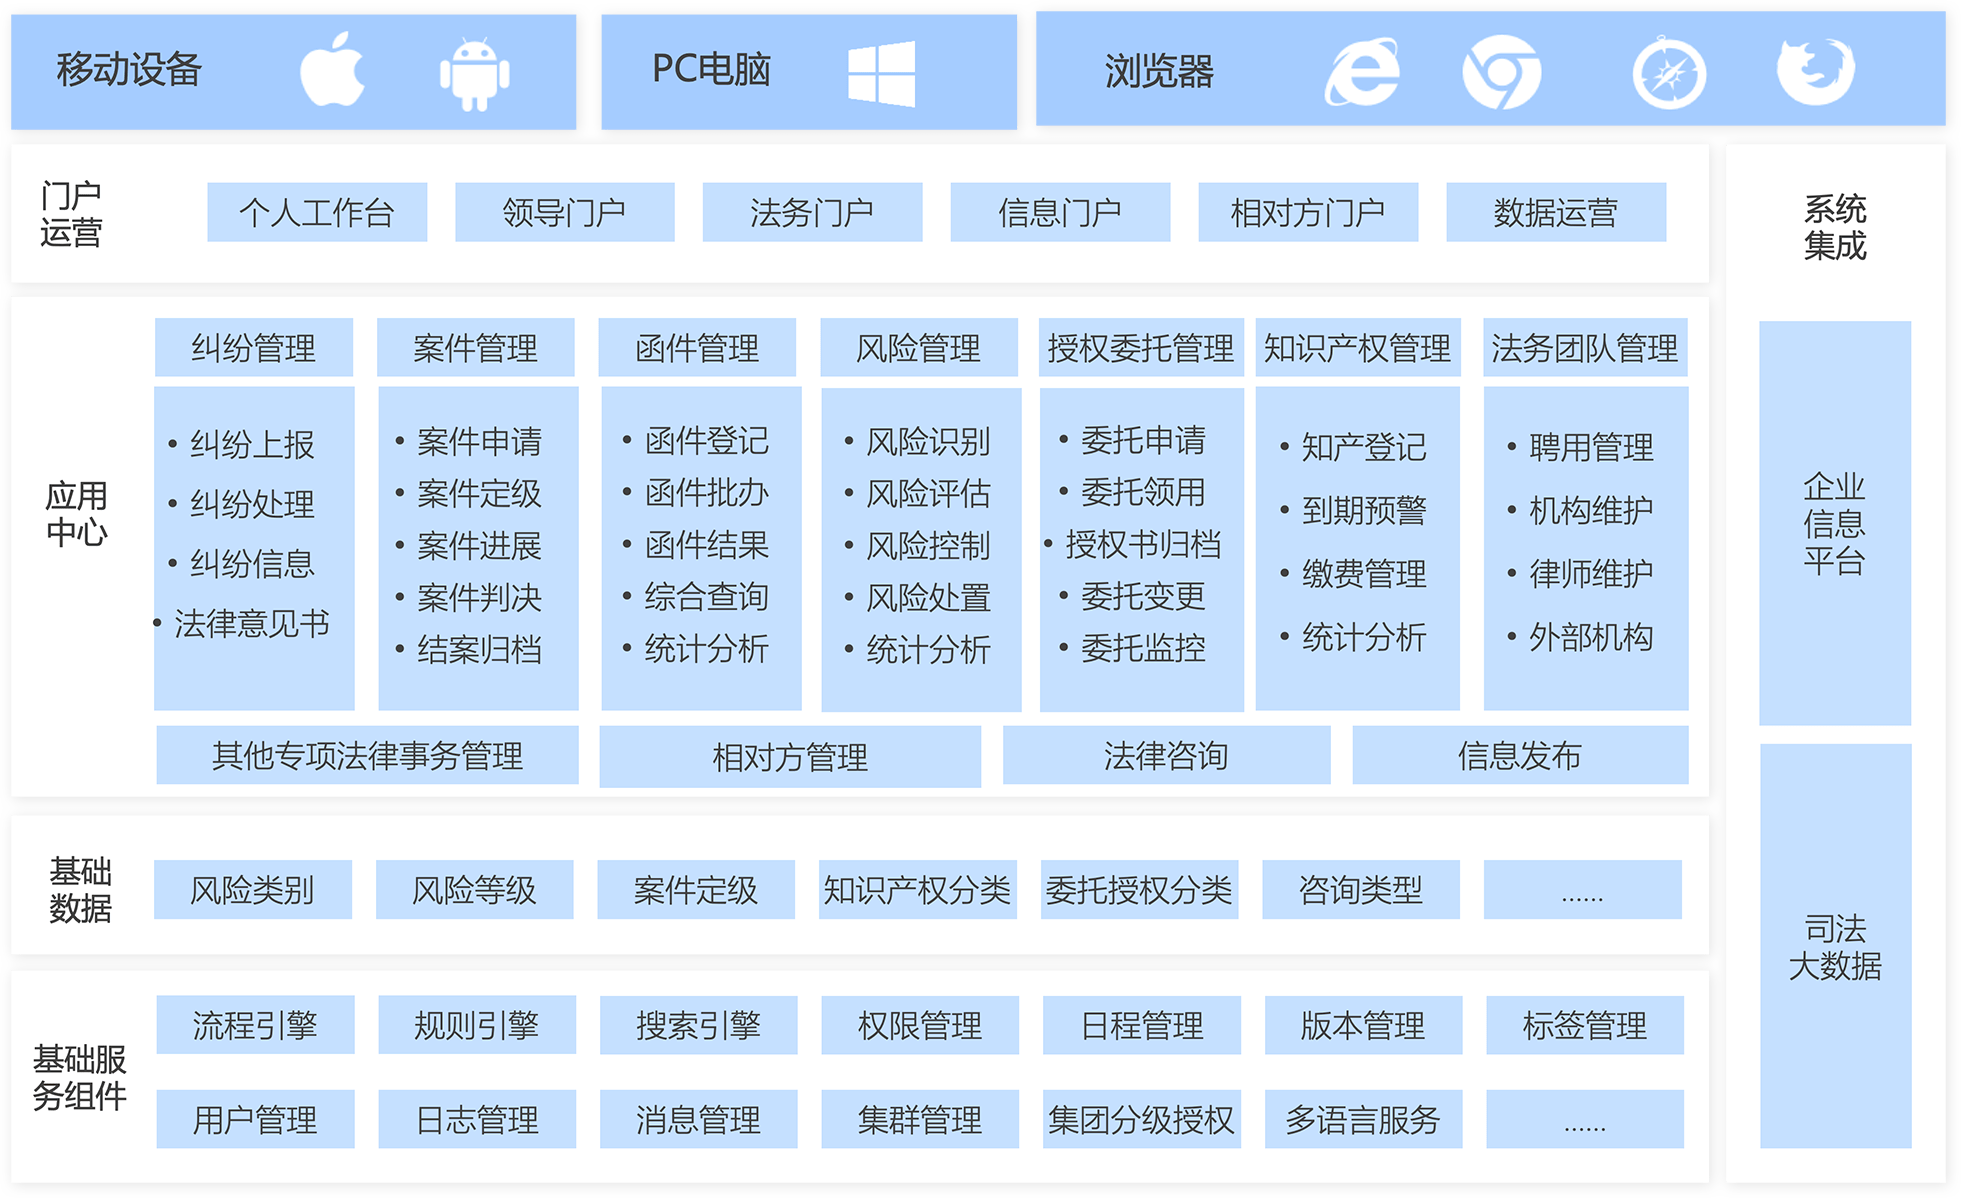 移动设备
PC电脑
浏览器
门户
运营
个人工作台
领导门户
法务门户
信息门户
相对方门户
数据运营
系统
集成
企业
信息
平台
司法
大数据
应用
中心
纠纷管理
• 纠纷上报
• 纠纷处理
• 纠纷信息
• 法律意见书
案件管理
• 案件申请
• 案件定级
• 案件进展
• 案件判决
• 结案归档
函件管理
• 函件登记
• 函件批办
• 函件结果
• 综合查询
• 统计分析
风险管理
• 风险识别
• 风险评估
• 风险控制
• 风险处置
• 统计分析
授权委托管理
• 委托申请
• 委托领用
• 授权书归档
• 委托变更
• 委托监控
知识产权管理
• 知产登记
• 到期预警
• 缴费管理
• 统计分析
法务团队管理
• 聘用管理
• 机构维护
• 律师维护
• 外部机构
其他专项法律事务管理
相对方管理
法律咨询
信息发布
基础
数据
风险类别
风险等级
案件定级
知识产权分类
委托授权分类
咨询类型
......
基础服
务组件
流程引擎
规则引擎
搜索引擎
权限管理
日程管理
版本管理
标签管理
用户管理
日志管理
消息管理
集群管理
集团分级授权
多语言服务
......